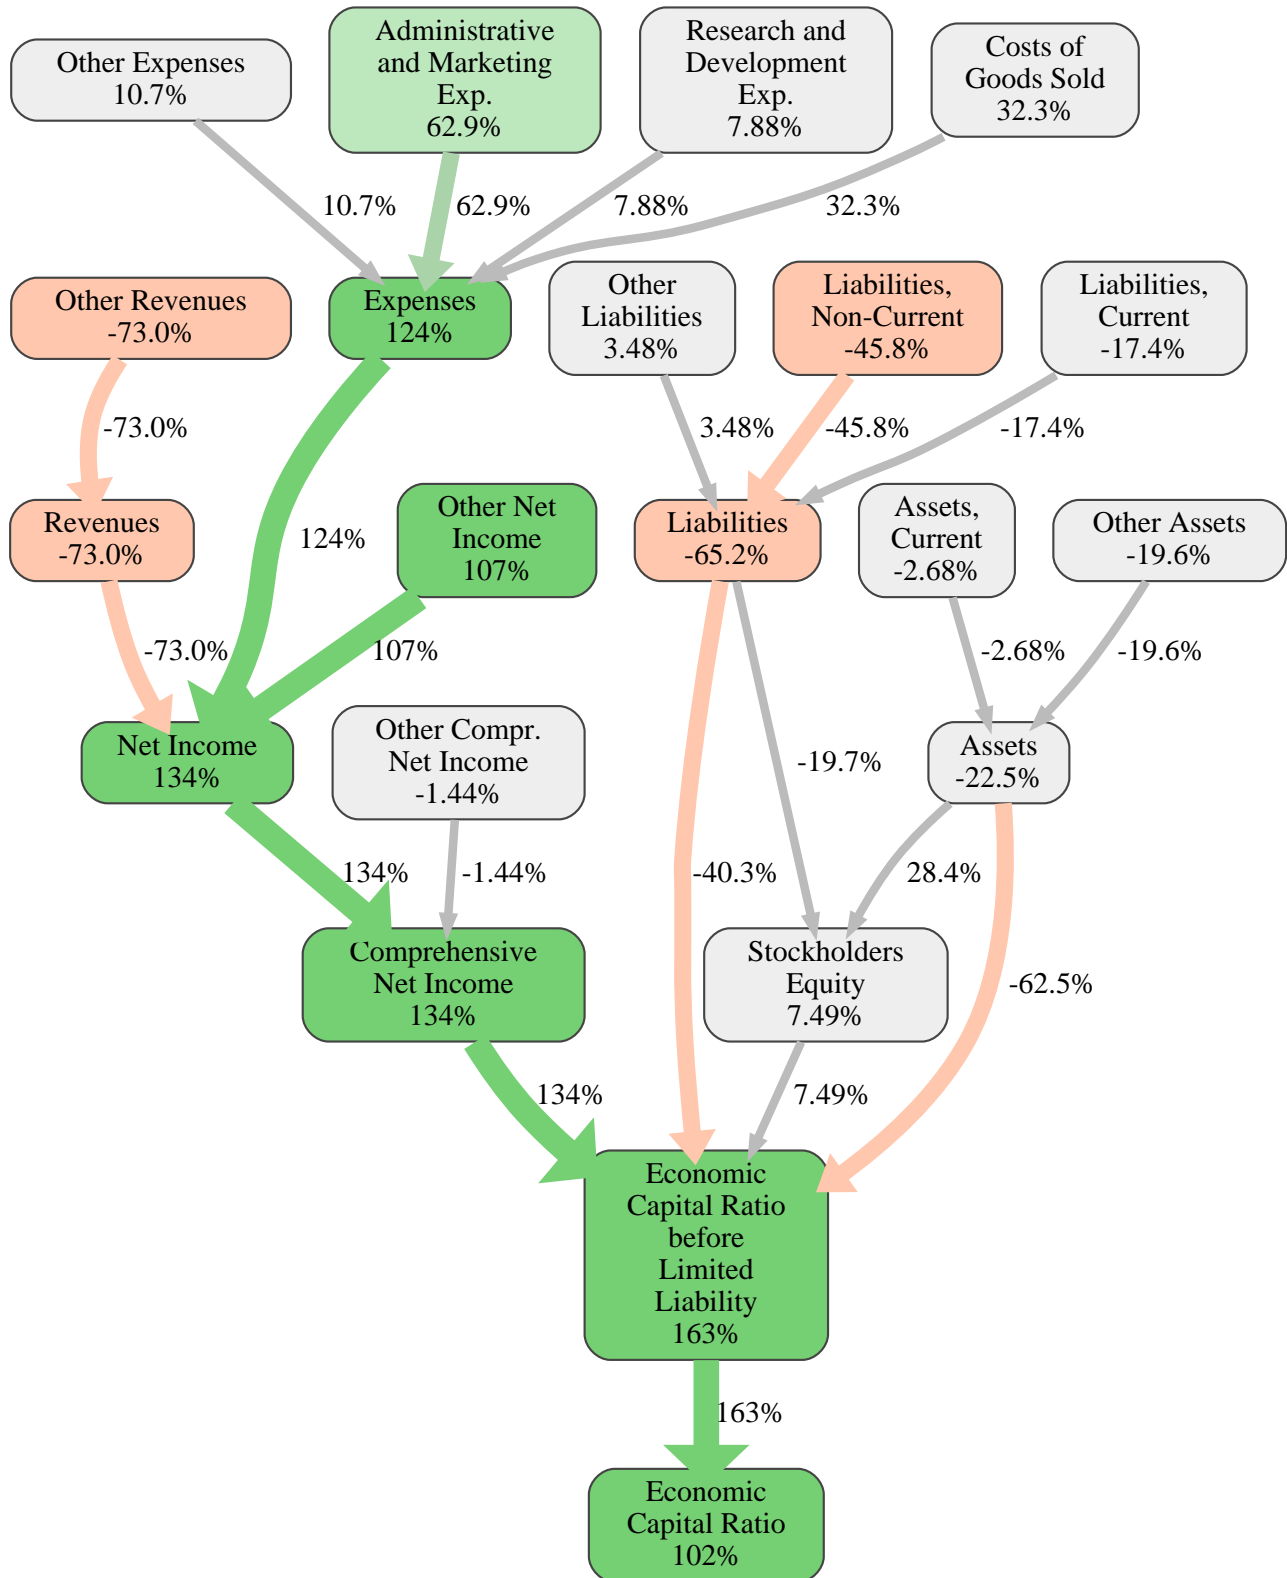 Other Expenses
10.7%
Administrative
and Marketing
Exp.
62.9%
Research and
Development
Exp.
7.88%
Costs of
Goods Sold
32.3%
10.7%
62.9%
7.88%
32.3%
Other Revenues
-73.0%
Expenses
124%
Other
Liabilities
3.48%
Liabilities,
Non-Current
-45.8%
Liabilities,
Current
-17.4%
-73.0%
3.48%
-45.8%
-17.4%
Revenues
-73.0%
124%
Other Net
Income
107%
Liabilities
-65.2%
Assets,
Current
-2.68%
Other Assets
-19.6%
-73.0%
107%
-2.68%
-19.6%
Net Income
134%
Other Compr.
Net Income
-1.44%
-19.7%
Assets
-22.5%
134%
-1.44%
-40.3%
28.4%
Comprehensive
Net Income
134%
Stockholders
Equity
7.49%
-62.5%
134%
7.49%
Economic
Capital Ratio
before
Limited
Liability
163%
163%
Economic
Capital Ratio
102%